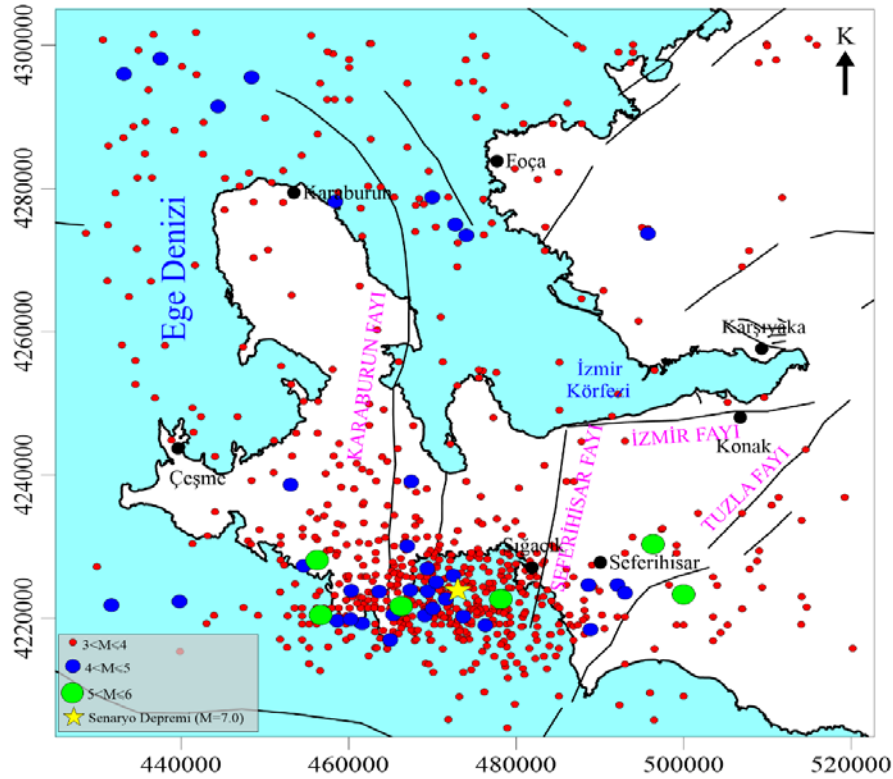 4300000
4280000
4260000
4240000
4220000
K
Foça
Karaburun
Ege Denizi
KARABURUN FAYI
Karşıyaka
İzmir
Körfezi
İZMİR FAYI
Konak
Çeşme
TUZLA FAYI
SEFERİHİSAR FAYI
Sığacık
Seferihisar
3<M<4
4<M<5
5<M<6
Senaryo Depremi (M=7.0)
440000 460000 480000 500000 520000